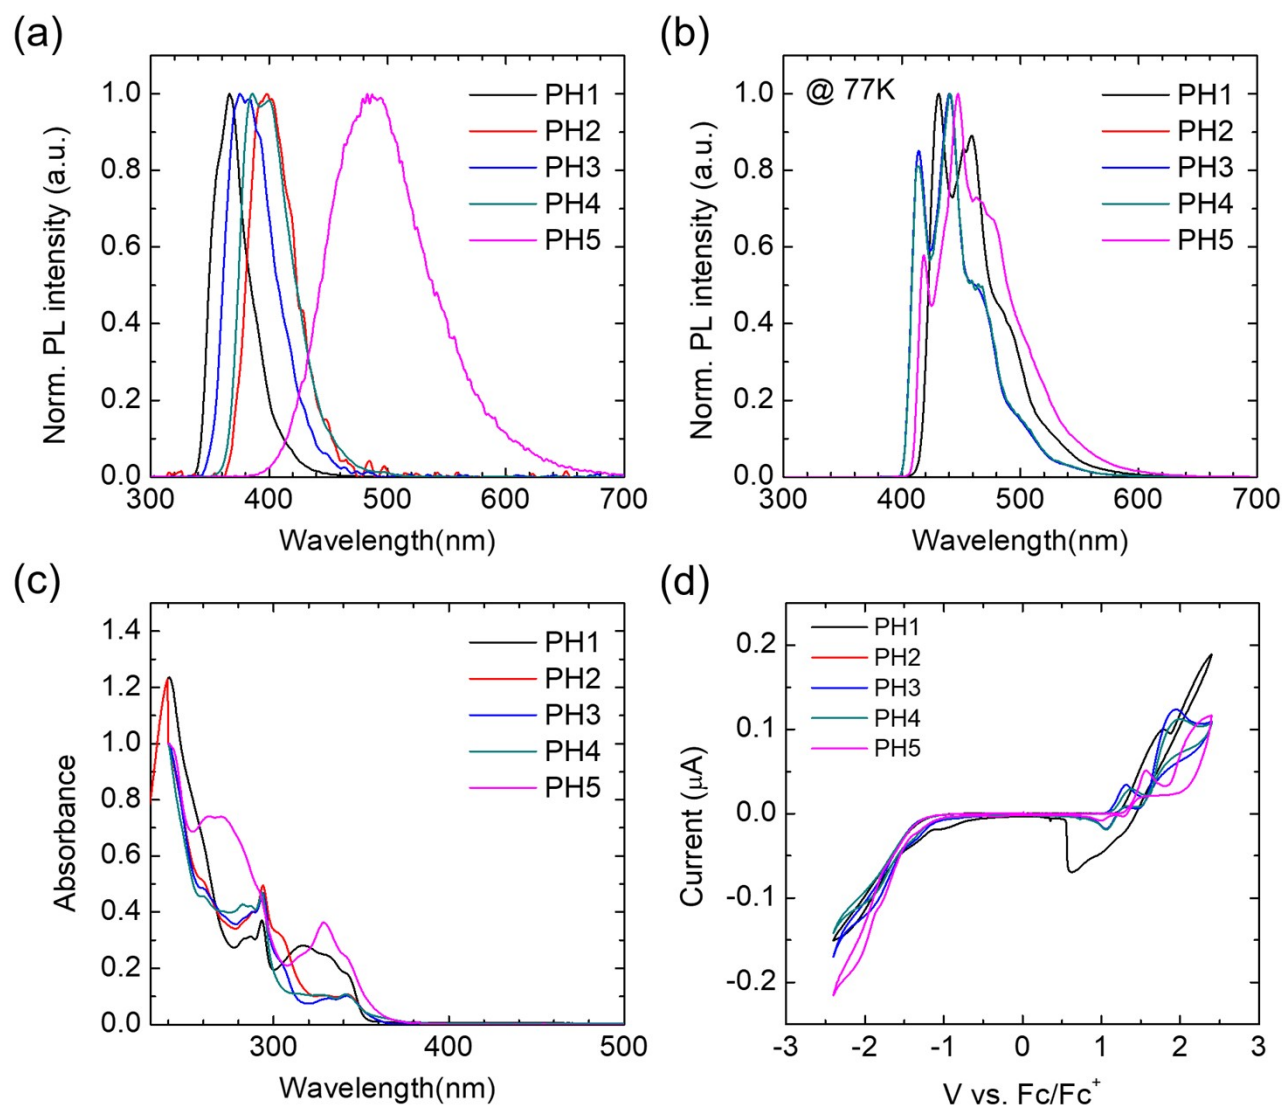 (a)
Norm. PL intensity (a.u.)
1.0
0.8
0.6
0.4
0.2
0.0
PH1
PH2
PH3
PH4
PH5
300 400 500 600 700
Wavelength(nm)
(b)
Norm. PL intensity (a.u.)
1.0
0.8
0.6
0.4
0.2
0.0
@ 77K
PH1
PH2
PH3
PH4
PH5
300 400 500 600 700
Wavelength(nm)
(c)
Absorbance
1.4
1.2
1.0
0.8
0.6
0.4
0.2
0.0
PH1
PH2
PH3
PH4
PH5
300 400 500
Wavelength(nm)
(d)
Current (μA)
0.2
0.1
0.0
-0.1
-0.2
PH1
PH2
PH3
PH4
PH5
-3 -2 -1 0 1 2 3
V vs. Fc/Fc⁺